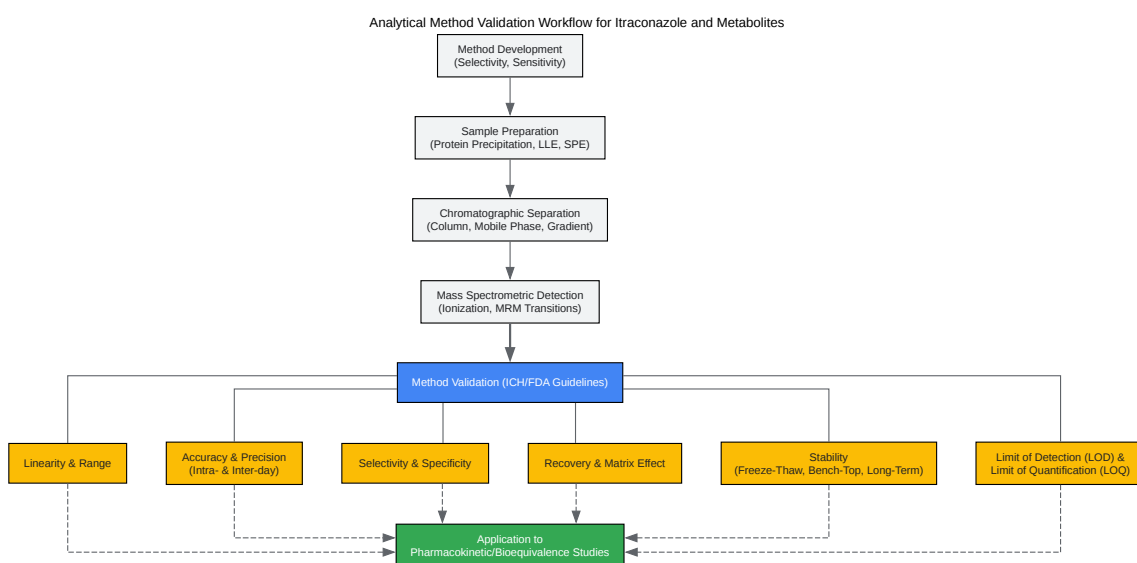 Analytical Method Validation Workflow for Itraconazole and Metabolites
Method Development
(Selectivity, Sensitivity)
Sample Preparation
(Protein Precipitation, LLE, SPE)
Chromatographic Separation
(Column, Mobile Phase, Gradient)
Mass Spectrometric Detection
(Ionization, MRM Transitions)
Method Validation (ICH/FDA Guidelines)
Linearity & Range
Accuracy & Precision
(Intra- & Inter-day)
Selectivity & Specificity
Recovery & Matrix Effect
Stability
(Freeze-Thaw, Bench-Top, Long-Term)
Limit of Detection (LOD) &
Limit of Quantification (LOQ)
Application to
Pharmacokinetic/Bioequivalence Studies